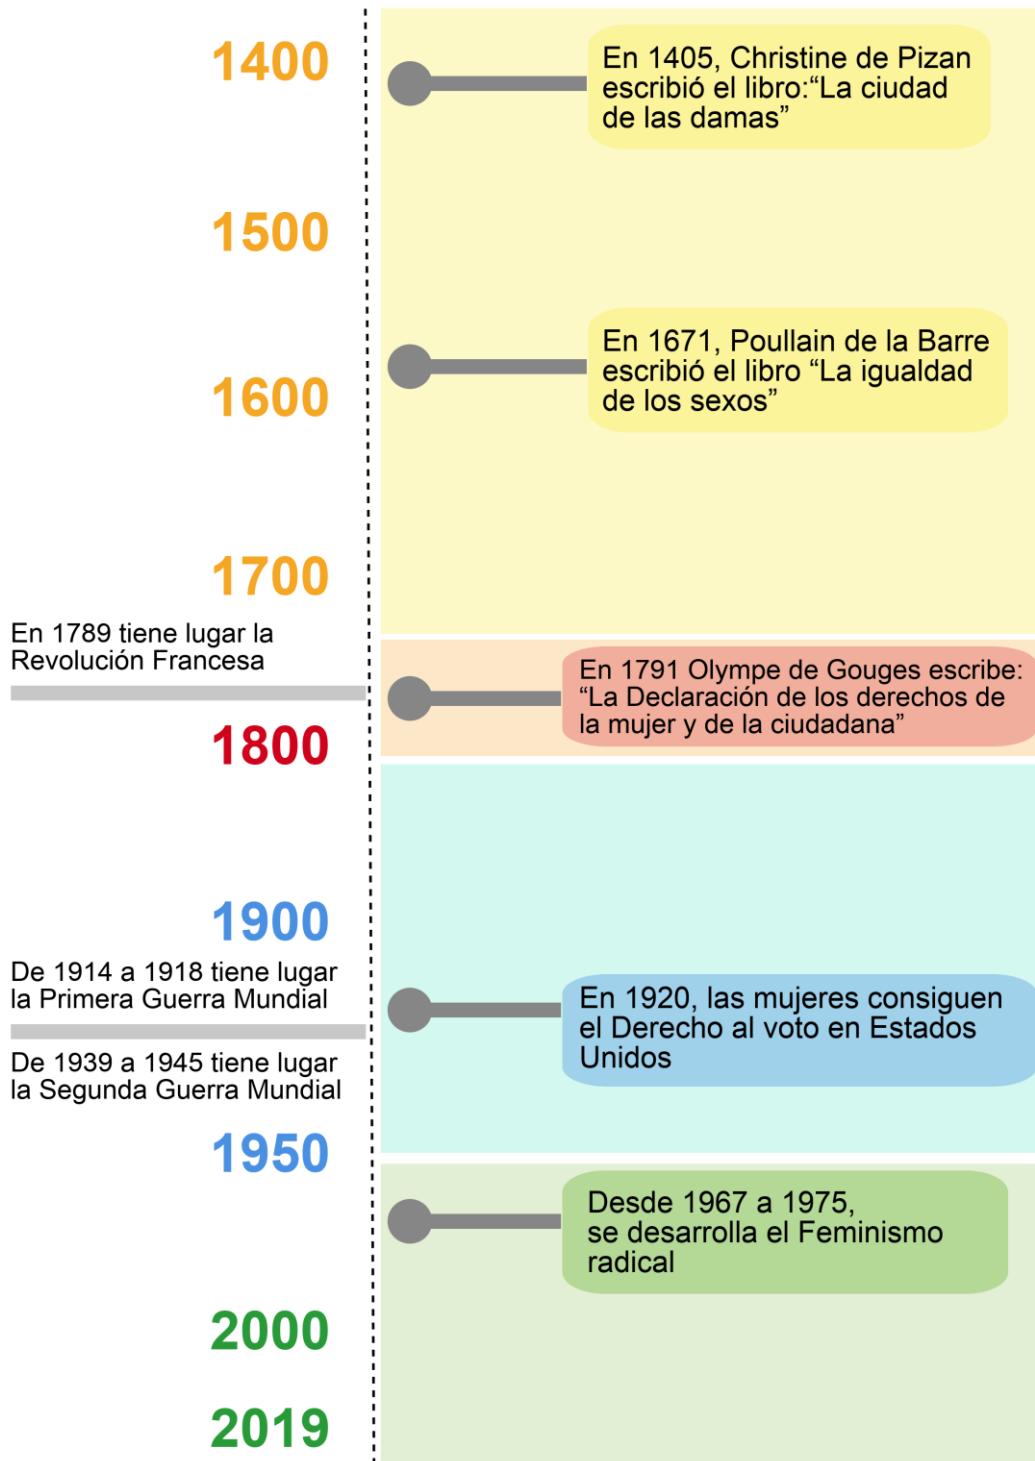 1400
En 1405, Christine de Pizan
escribió el libro:“La ciudad
de las damas”
1500
En 1671, Poullain de la Barre
escribió el libro “La igualdad
de los sexos”
1600
1700
En 1789 tiene lugar la
Revolución Francesa
En 1791 Olympe de Gouges escribe:
“La Declaración de los derechos de
la mujer y de la ciudadana”
1800
1900
De 1914 a 1918 tiene lugar
la Primera Guerra Mundial
En 1920, las mujeres consiguen
el Derecho al voto en Estados
Unidos
De 1939 a 1945 tiene lugar
la Segunda Guerra Mundial
1950
Desde 1967 a 1975,
se desarrolla el Feminismo
radical
2000
2019